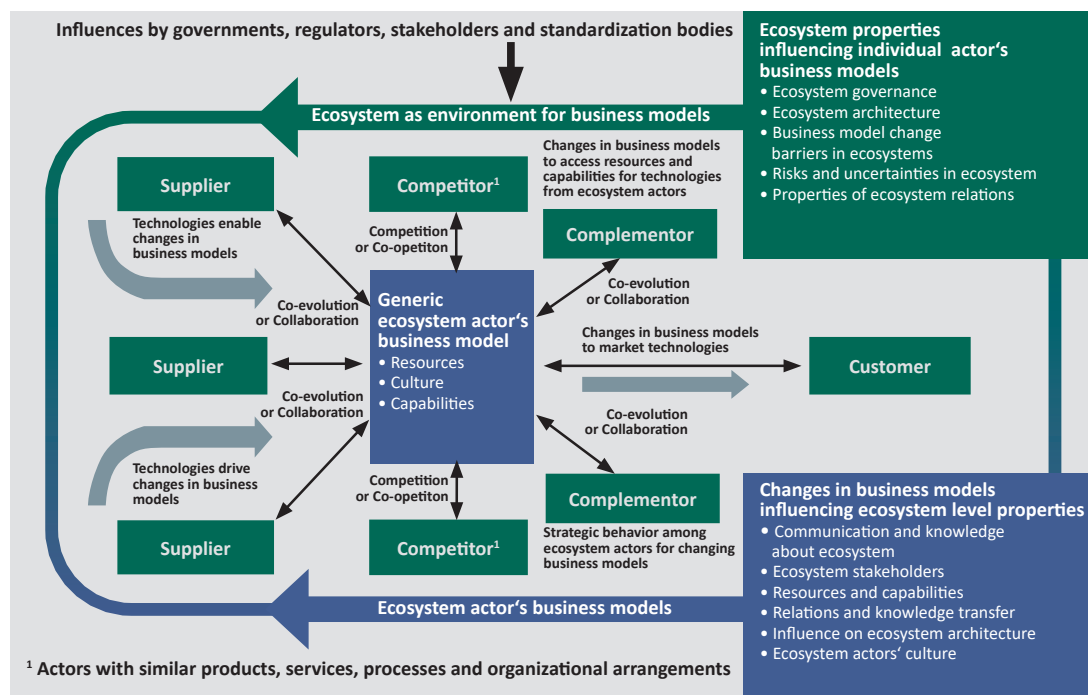 Influences by governments, regulators, stakeholders and standardization bodies
Ecosystem properties
influencing individual actor's
business models
• Ecosystem governance
• Ecosystem architecture
• Business model change
barriers in ecosystems
• Risks and uncertainties in ecosystem
• Properties of ecosystem relations
Ecosystem as environment for business models
Supplier
Competitor¹
Changes in business models
to access resources and
capabilities for technologies
from ecosystem actors
Technologies enable
changes in
business models
Competition
or Co-opetiton
Complementor
Co-evolution
or Collaboration
Co-evolution
or Collaboration
Generic
ecosystem actor‘s
business model
• Resources
• Culture
• Capabilities
Changes in business models
to market technologies
Supplier
Customer
Co-evolution
or Collaboration
Co-evolution
or Collaboration
Technologies drive
changes in business
models
Competition
or Co-opetiton
Complementor
Supplier
Competitor¹
Strategic behavior among
ecosystem actors for changing
business models
Changes in business models
influencing ecosystem level properties
• Communication and knowledge
about ecosystem
• Ecosystem stakeholders
• Resources and capabilities
• Relations and knowledge transfer
• Influence on ecosystem architecture
• Ecosystem actors‘ culture
Ecosystem actor‘s business models
¹ Actors with similar products, services, processes and organizational arrangements